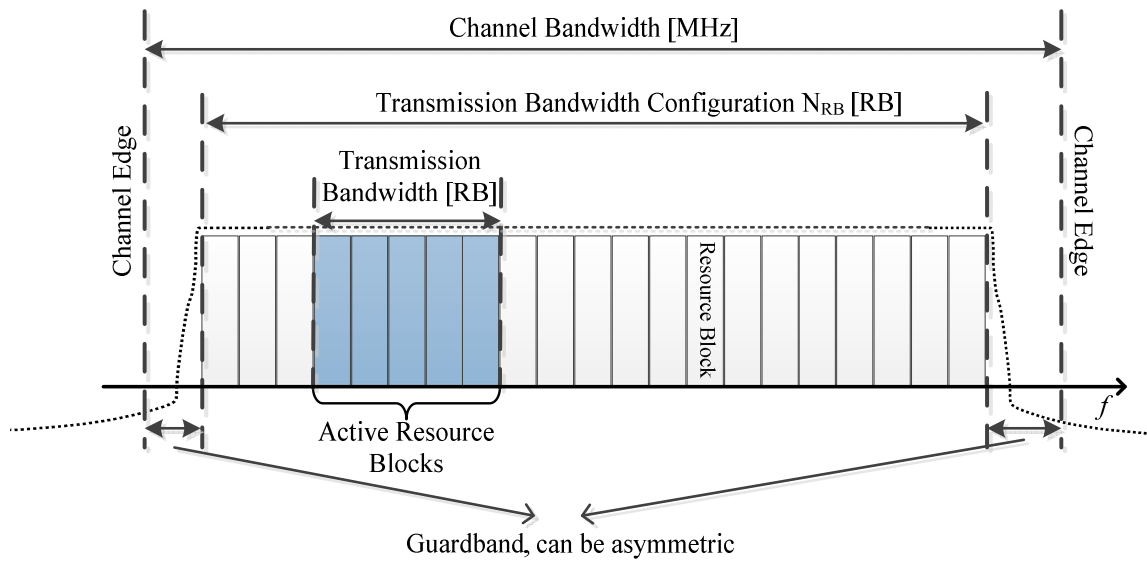 Channel Bandwidth [MHz]
Transmission Bandwidth Configuration NRB [RB]
Channel Edge
Transmission
Bandwidth [RB]
Channel Edge
Resource Block
f
Active Resource
Blocks
Guardband, can be asymmetric